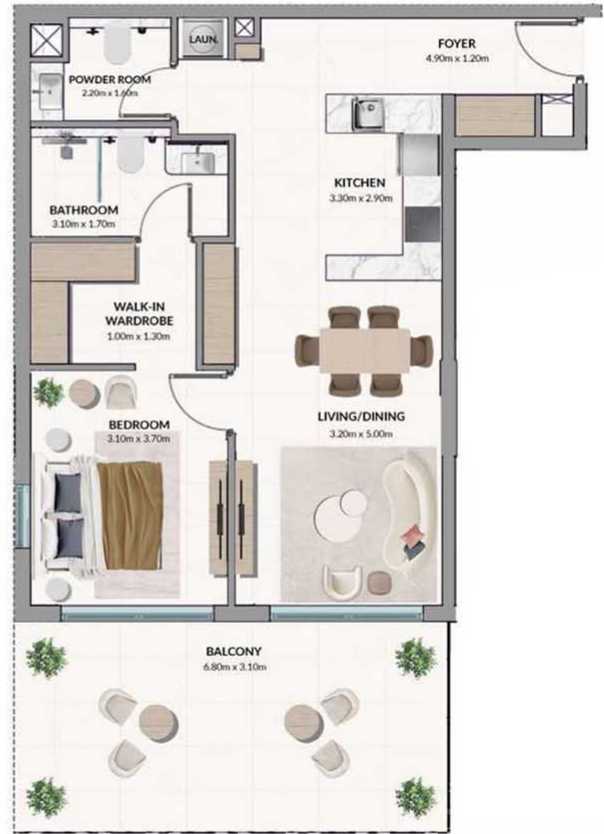 LAUN.
FOYER
4.90m x 1.20m
POWDER ROOM
2.20m x 1.60m
KITCHEN
3.30m x 2.90m
BATHROOM
3.10m x 1.70m
WALK-IN
WARDROBE
1.00m x 1.30m
BEDROOM
3.10m x 3.70m
LIVING/DINING
3.20m x 5.00m
BALCONY
6.80m x 3.10m